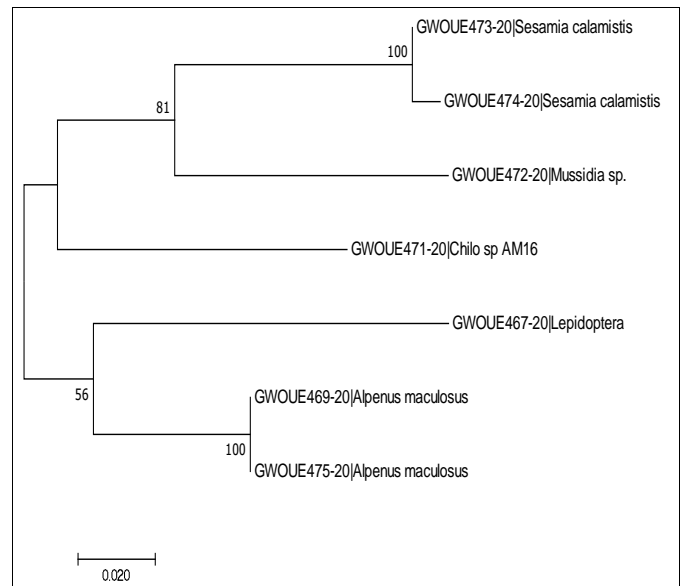 GWOUE473-20|Sesamia calamistis
100
GWOUE474-20|Sesamia calamistis
81
GWOUE472-20|Mussidia sp.
GWOUE471-20|Chilo sp AM16
GWOUE467-20|Lepidoptera
56
GWOUE469-20|Alpenus maculosus
100
GWOUE475-20|Alpenus maculosus
0.020